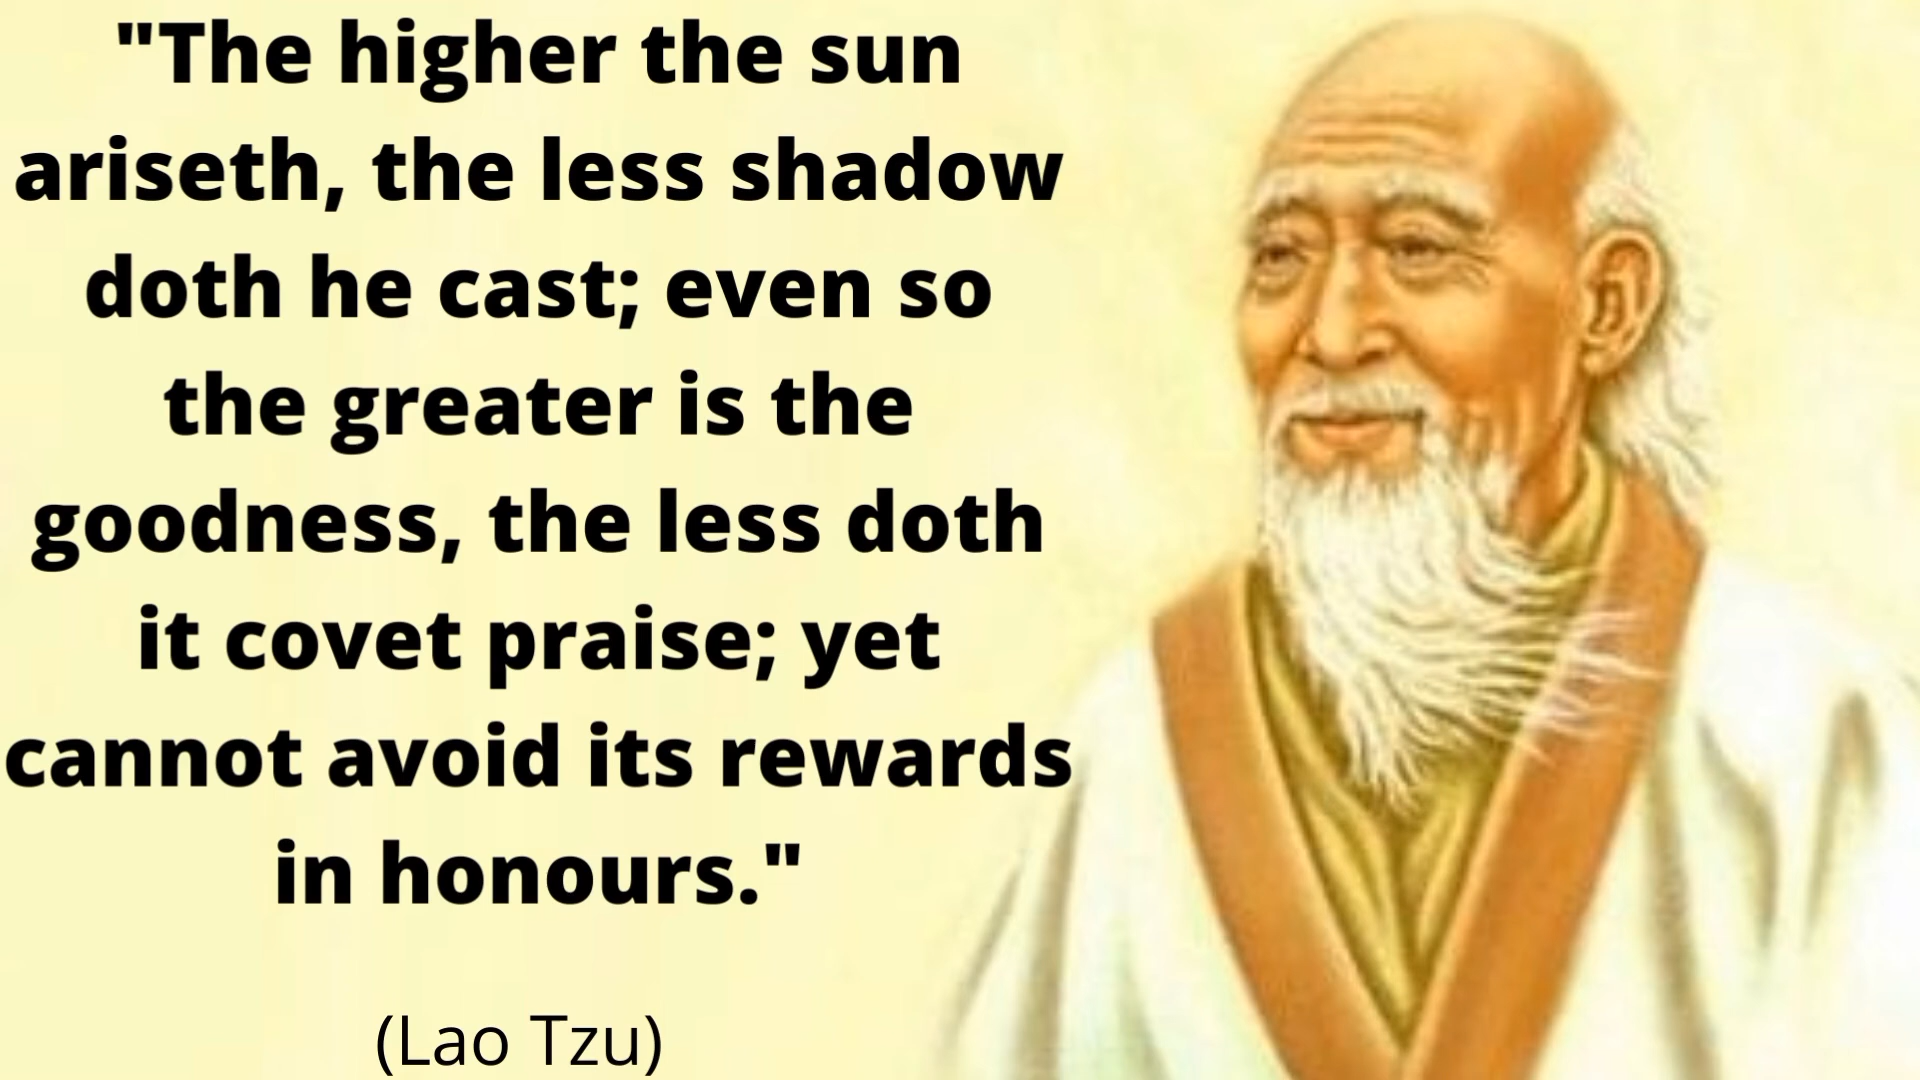 "The higher the sun
ariseth, the less shadow
doth he cast; even so
the greater is the
goodness, the less doth
it covet praise; yet
cannot avoid its rewards
in honours."
(Lao Tzu)